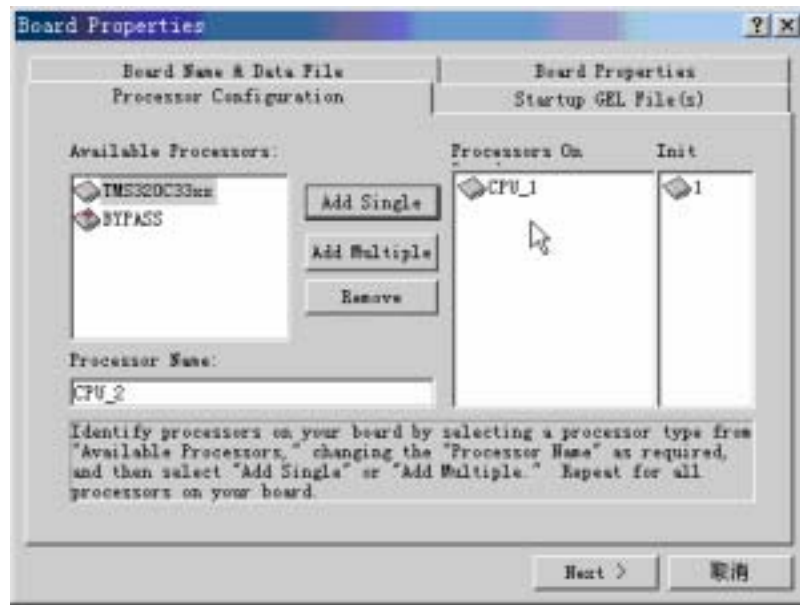 Board Properties
Board Name & Data File
Board Properties
Processor Configuration
Startup GEL File(s)
Available Processors:
Processors On
Init
TMS320C33xx
BYPASS
Add Single
Add Multiple
Remove
CPU_1
1
Processor Name:
CPU_2
Identify processors on your board by selecting a processor type from
"Available Processors," changing the "Processor Name" as required,
and then select "Add Single" or "Add Multiple." Repeat for all
processors on your board.
Next >
取消